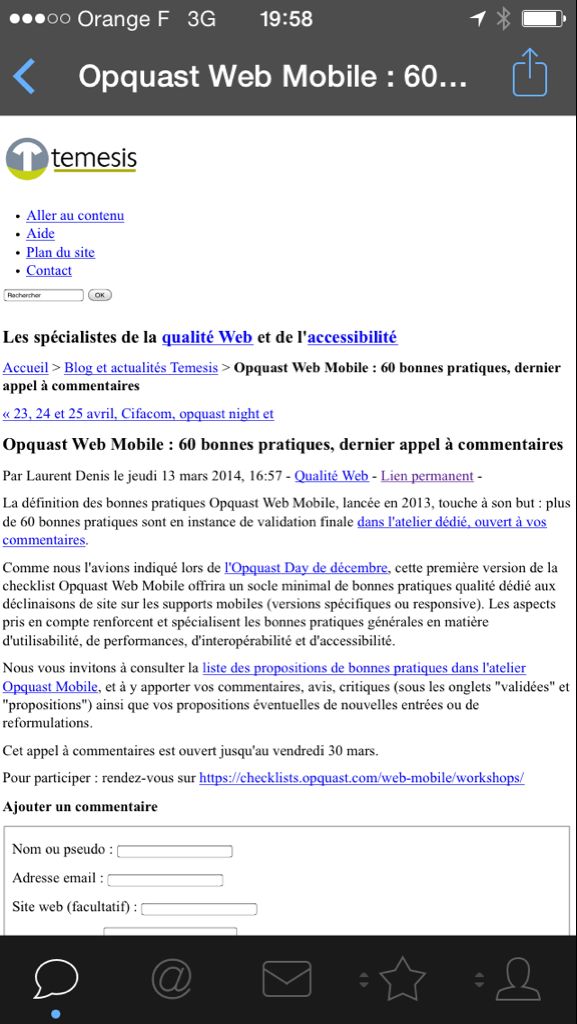 Orange F 3G 19:58
Opquast Web Mobile : 60...
temesis
• Aller au contenu
• Aide
• Plan du site
• Contact
Rechercher OK
Les spécialistes de la qualité Web et de l'accessibilité
Accueil > Blog et actualités Temesis > Opquast Web Mobile : 60 bonnes pratiques, dernier
appel à commentaires
« 23, 24 et 25 avril, Cifacom, opquast night et
Opquast Web Mobile : 60 bonnes pratiques, dernier appel à commentaires
Par Laurent Denis le jeudi 13 mars 2014, 16:57 - Qualité Web - Lien permanent -
La définition des bonnes pratiques Opquast Web Mobile, lancée en 2013, touche à son but : plus
de 60 bonnes pratiques sont en instance de validation finale dans l'atelier dédié, ouvert à vos
commentaires.
Comme nous l'avions indiqué lors de l'Opquast Day de décembre, cette première version de la
checklist Opquast Web Mobile offrira un socle minimal de bonnes pratiques qualité dédié aux
déclinaisons de site sur les supports mobiles (versions spécifiques ou responsive). Les aspects
pris en compte renforcent et spécialisent les bonnes pratiques générales en matière
d'utilisabilité, de performances, d'interopérabilité et d'accessibilité.
Nous vous invitons à consulter la liste des propositions de bonnes pratiques dans l'atelier
Opquast Mobile, et à y apporter vos commentaires, avis, critiques (sous les onglets "validées" et
"propositions") ainsi que vos propositions éventuelles de nouvelles entrées ou de
reformulations.
Cet appel à commentaires est ouvert jusqu'au vendredi 30 mars.
Pour participer : rendez-vous sur https://checklists.opquast.com/web-mobile/workshops/
Ajouter un commentaire
Nom ou pseudo :
Adresse email :
Site web (facultatif) :